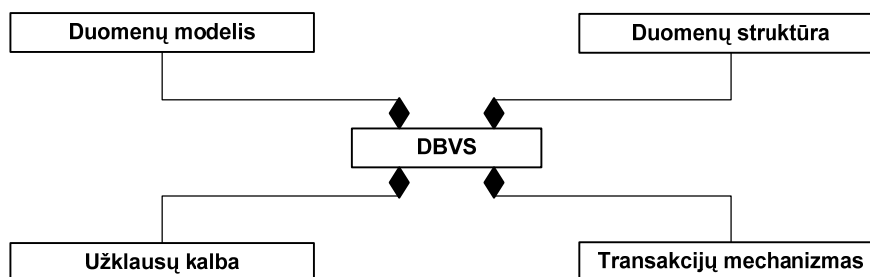 Duomenų modelis
Duomenų struktūra
DBVS
Užklausų kalba
Transakcijų mechanizmas